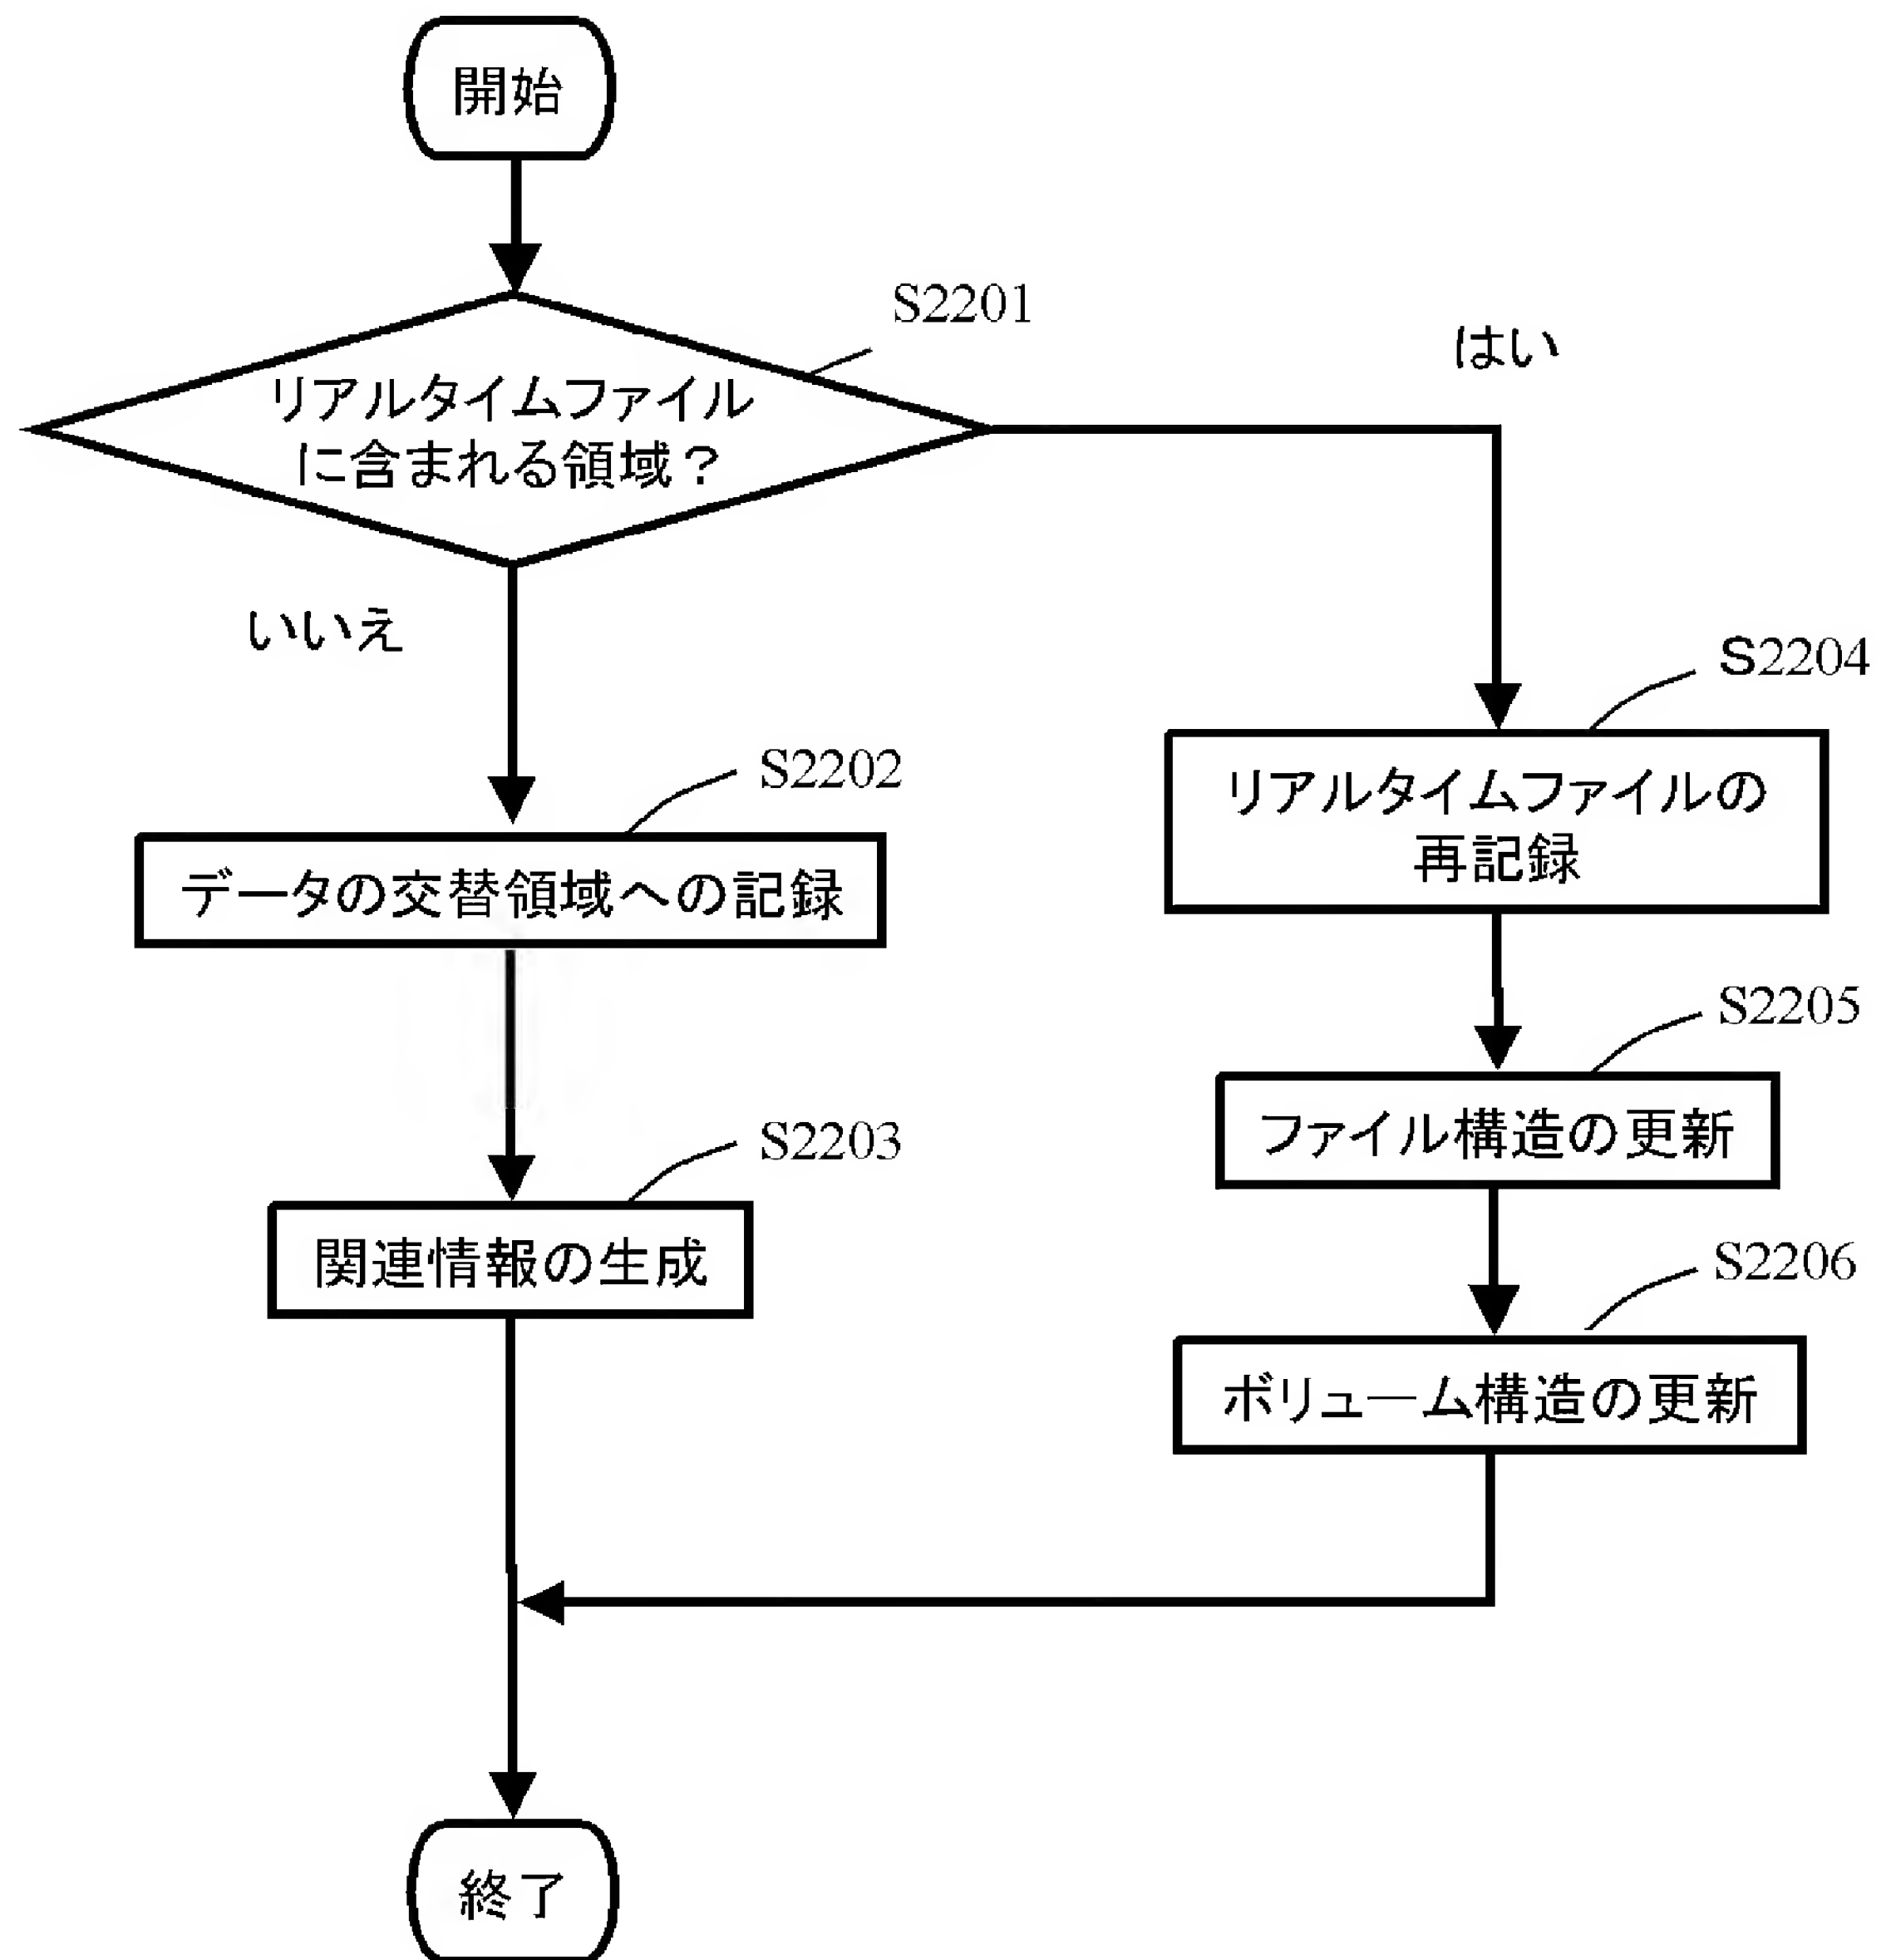 開始
S2201
はい
リアルタイムファイル
に含まれる領域？
いいえ
S2204
S2202
リアルタイムファイルの
再記録
データの交替領域への記録
S2205
ファイル構造の更新
S2203
関連情報の生成
S2206
ボリューム構造の更新
終了